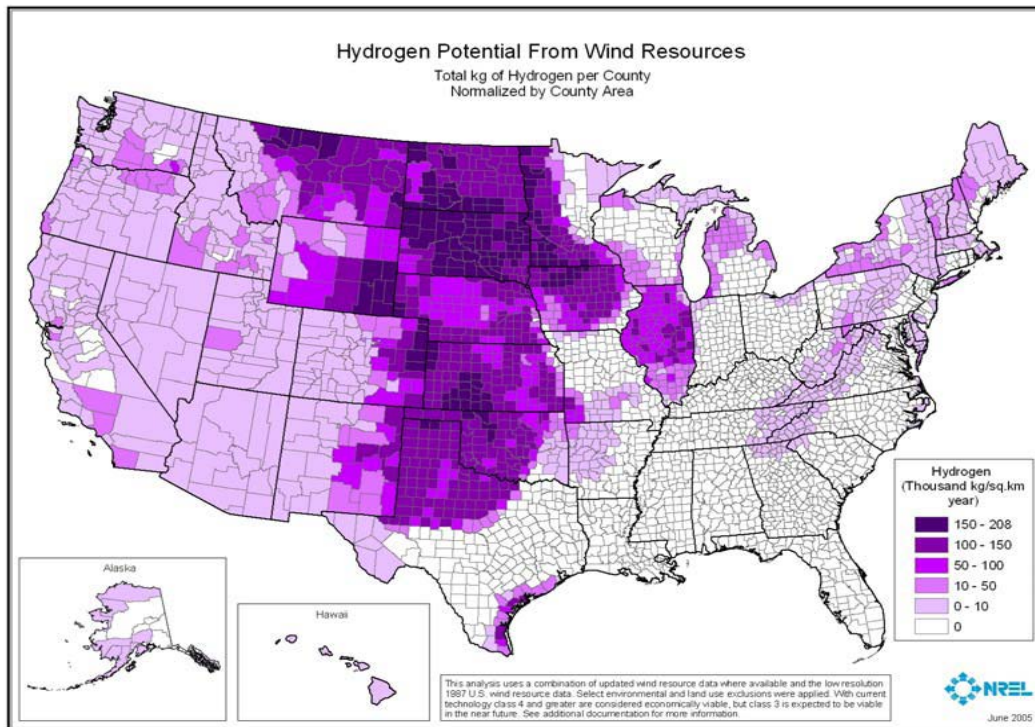 Hydrogen Potential From Wind Resources
Total kg of Hydrogen per County
Normalized by County Area
Hydrogen
(Thousand kg/sq.km
year)
150 - 208
100 - 150
50 - 100
10 - 50
0 - 10
0
Alaska
Hawaii
This analysis uses a combination of updated wind resource data where available and the low resolution
1987 U.S. wind resource data. Select environmental and land use exclusions were applied. With current
technology class 4 and greater are considered economically viable, but class 3 is expected to be viable
in the near future. See additional documentation for more information.
NREL
June 2005